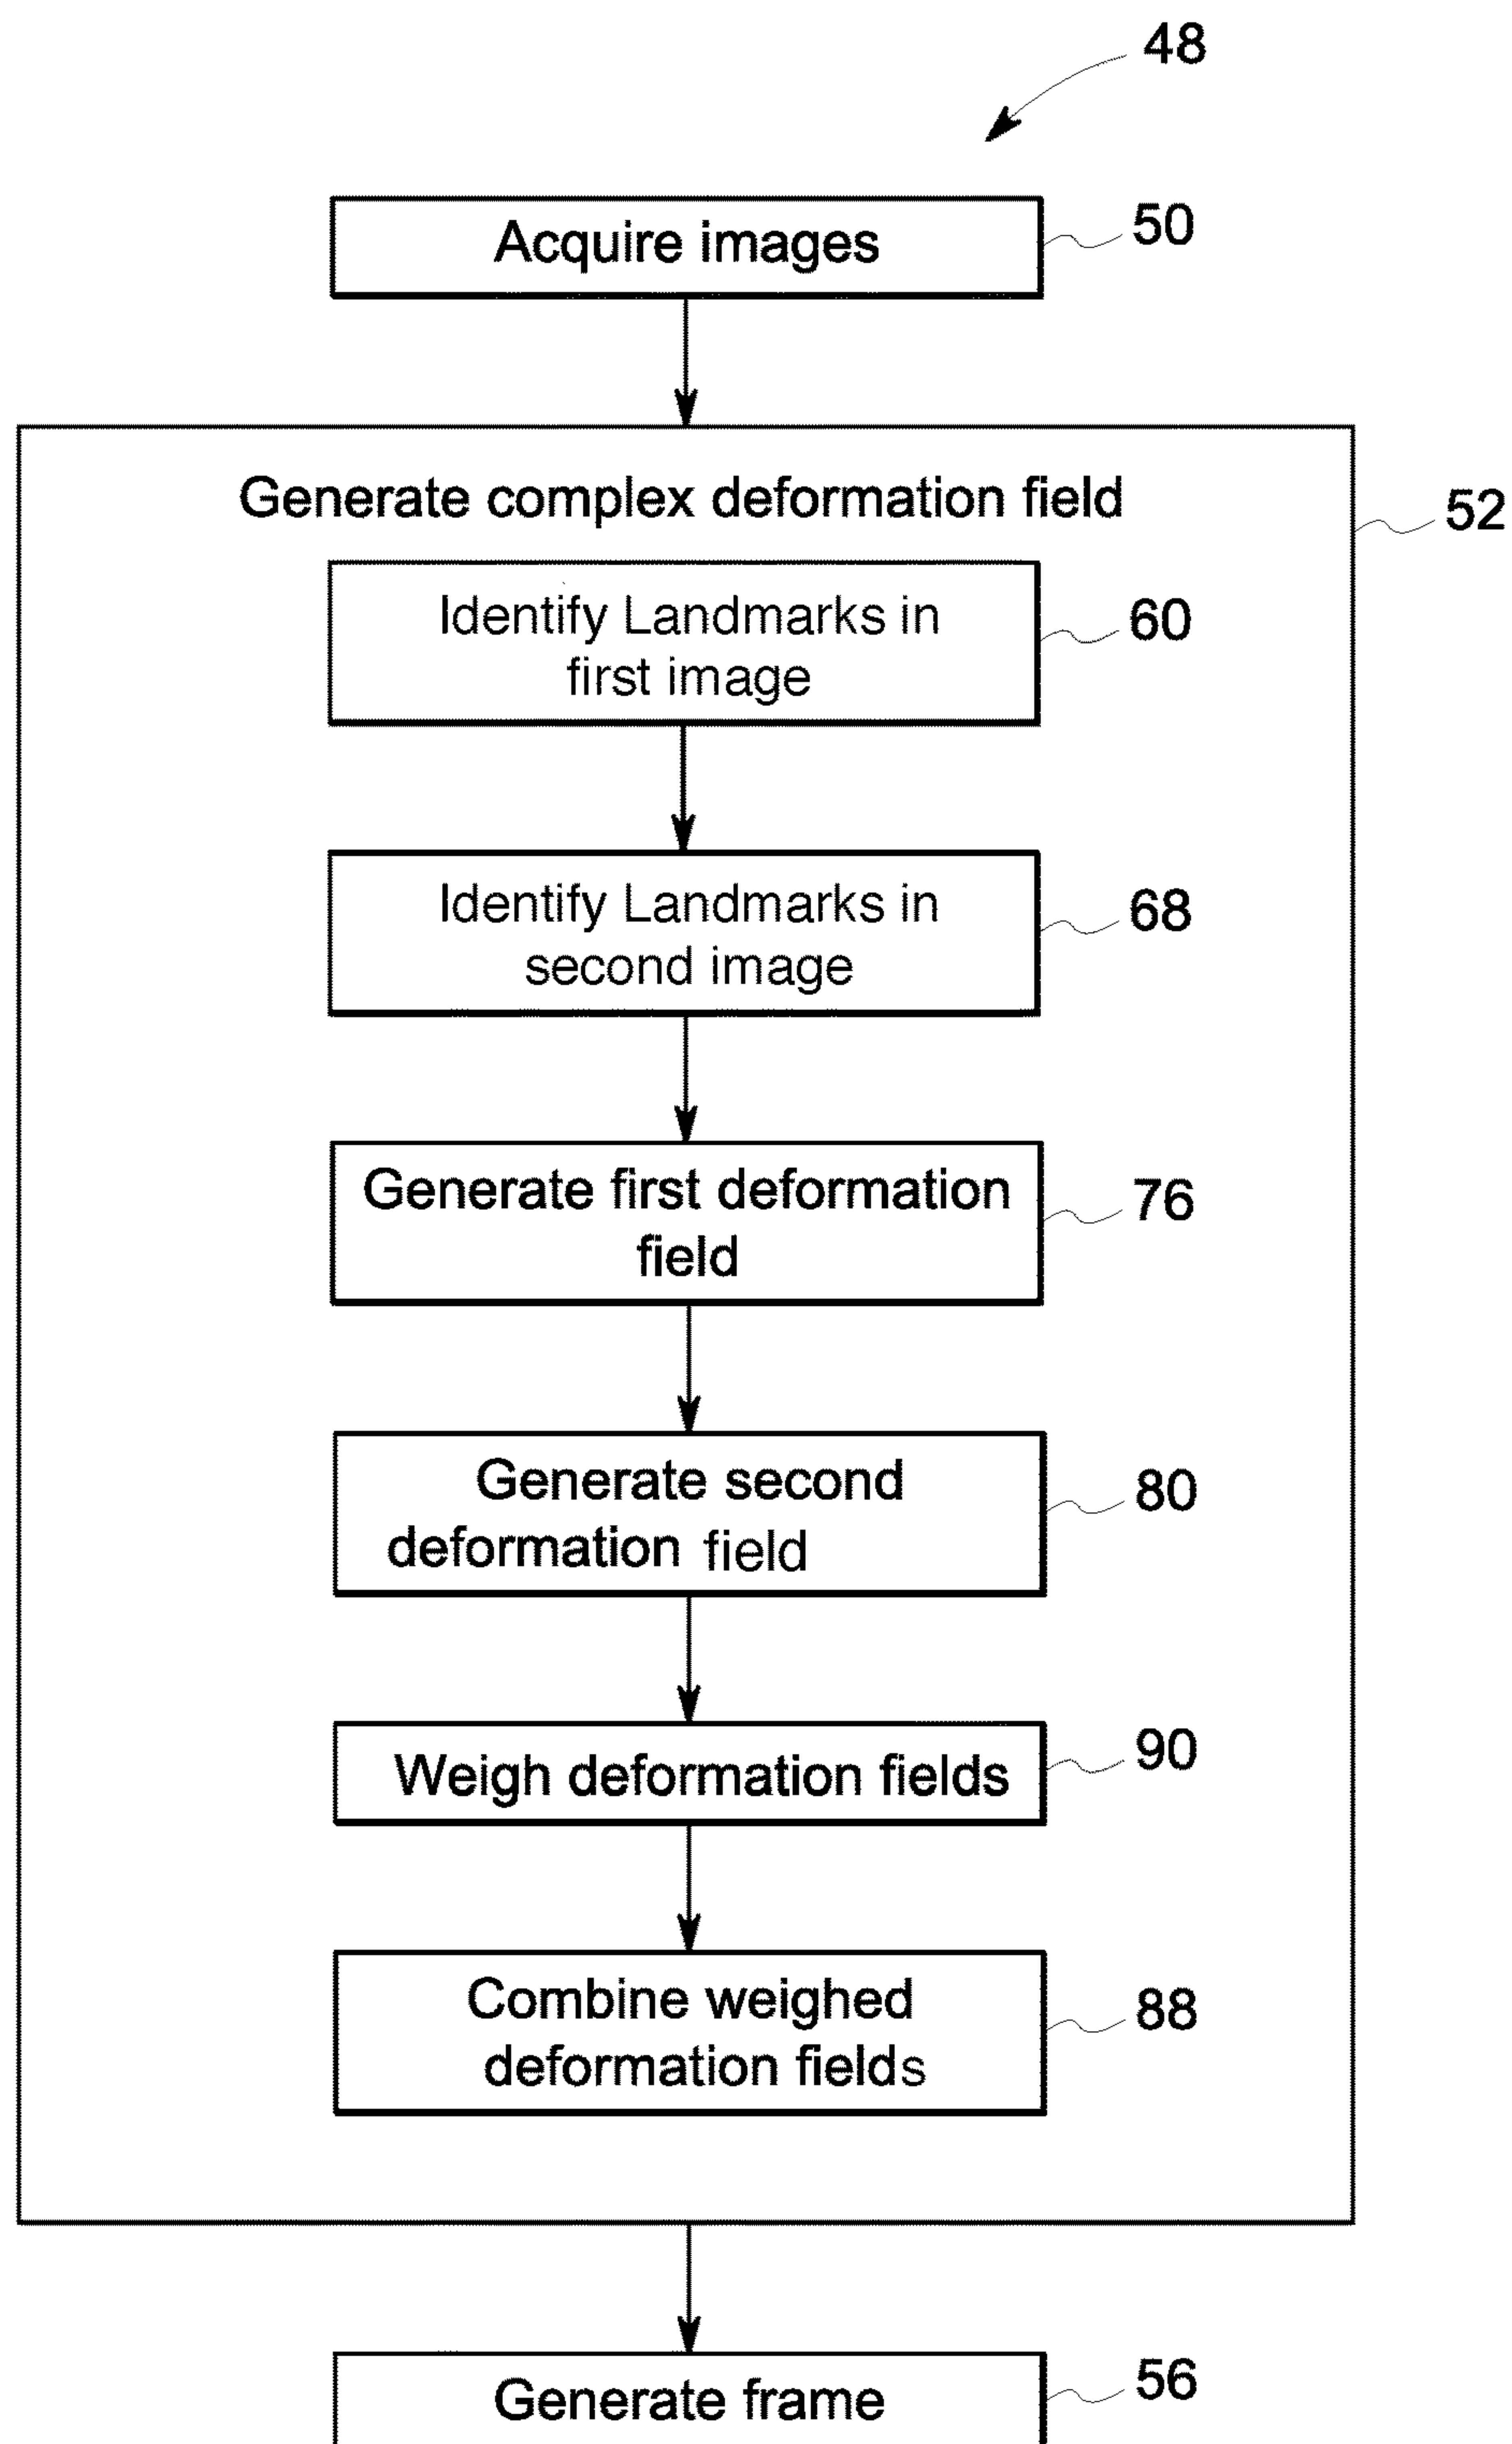 48
Acquire images
50
Generate complex deformation field
52
Identify Landmarks in
first image
60
Identify Landmarks in
second image
68
Generate first deformation
field
76
Generate second
deformation field
80
Weigh deformation fields
90
Combine weighed
deformation fields
88
Generate frame
56